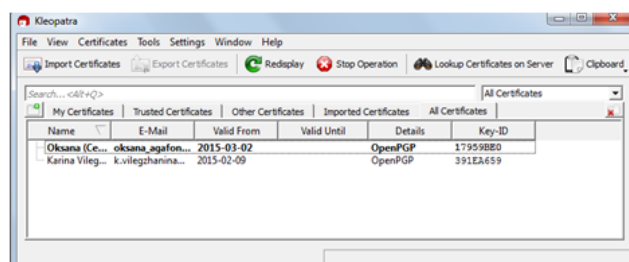 Kleopatra
File View Certificates Tools Settings Window Help
Import Certificates Export Certificates Redisplay Stop Operation Lookup Certificates on Server Clipboard
Search... <Alt+Q> All Certificates
My Certificates Trusted Certificates Other Certificates Imported Certificates All Certificates
Name E-Mail Valid From Valid Until Details Key-ID
Oksana (Ce... oksana_agafon... 2015-03-02 OpenPGP 17959BE0
Karina Vileg... k.vilegzhanina... 2015-02-09 OpenPGP 391EA659